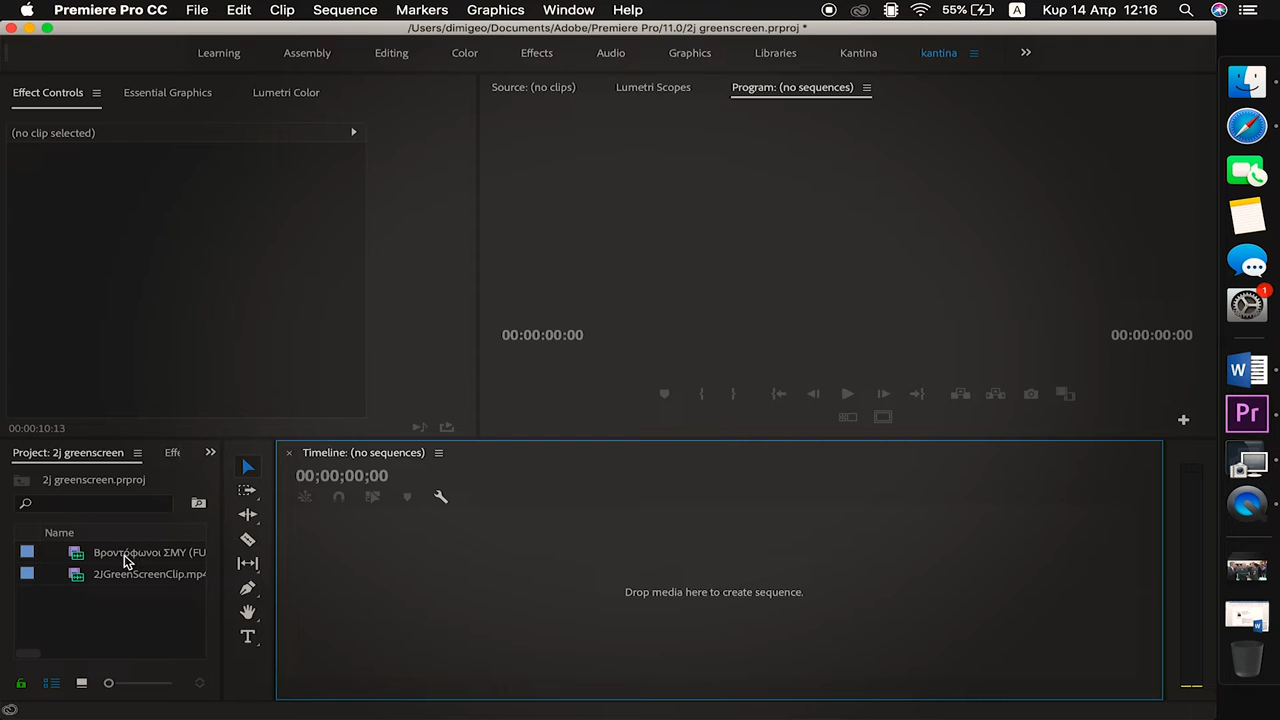 Premiere Pro CC File Edit Clip Sequence Markers Graphics Window Help 55% A Κυρ 14 Απρ 12:16
/Users/dimigeo/Documents/Adobe/Premiere Pro/11.0/2j greenscreen.prproj *
Learning Assembly Editing Color Effects Audio Graphics Libraries Kantina kantina
Effect Controls Essential Graphics Lumetri Color
Source: (no clips) Lumetri Scopes Program: (no sequences)
(no clip selected)
1
00:00:00:00 00:00:00:00
W
Pr
00:00:10:13
Project: 2j greenscreen Effe
Timeline: (no sequences)
2j greenscreen.prproj
00;00;00;00
Name
Βροντόφωνοι ΣΜΥ (FU
2JGreenScreenClip.mp4
Drop media here to create sequence.
T
W